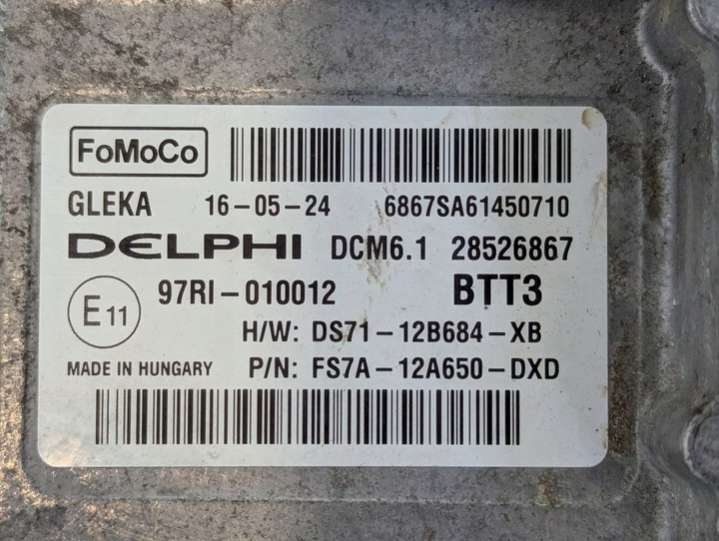 FoMoCo
GLEKA 16-05-24 6867SA61450710
DELPHI DCM6.1 28526867
E11 97RI-010012 BTT3
H/W: DS71-12B684-XB
MADE IN HUNGARY P/N: FS7A-12A650-DXD